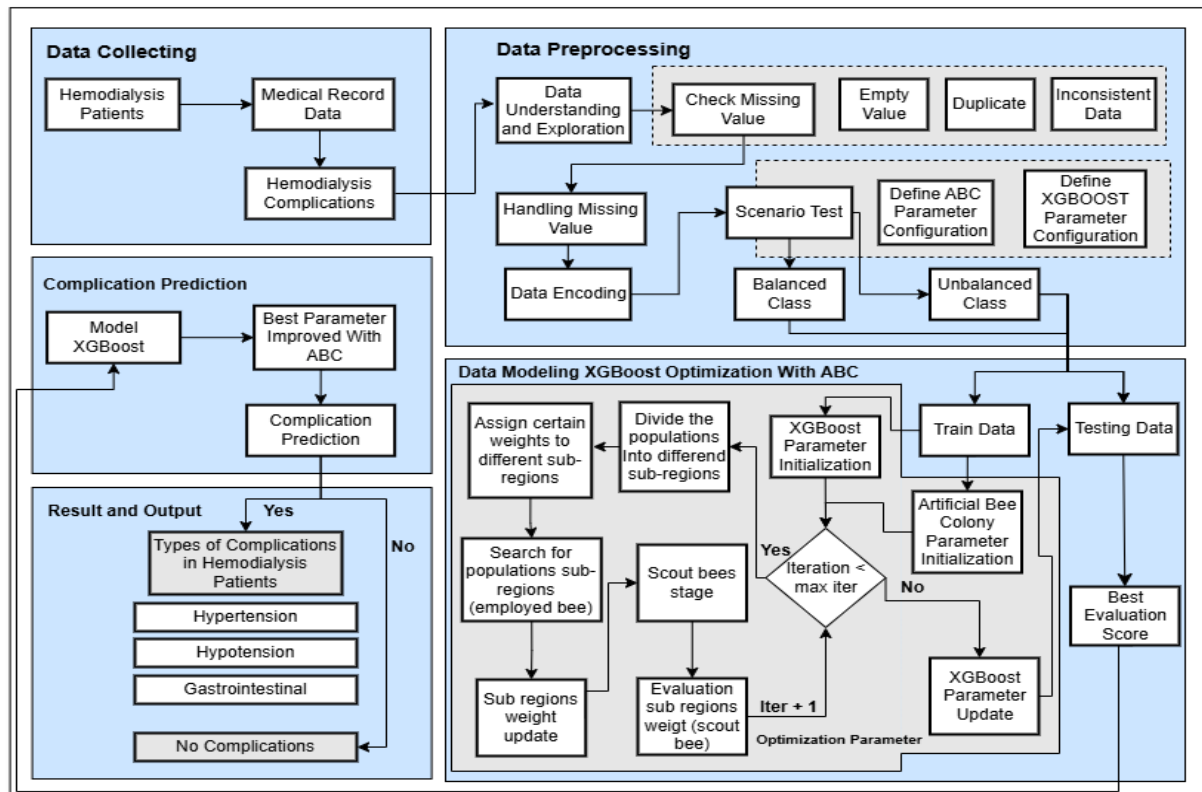 Data Collecting
Hemodialysis
Patients
Medical Record
Data
Hemodialysis
Complications
Data Preprocessing
Data
Understanding
and Exploration
Check Missing
Value
Empty
Value
Duplicate
Inconsistent
Data
Handling Missing
Value
Scenario Test
Define ABC
Parameter
Configuration
Define
XGBOOST
Parameter
Configuration
Data Encoding
Balanced
Class
Unbalanced
Class
Complication Prediction
Model
XGBoost
Best Parameter
Improved With
ABC
Complication
Prediction
Data Modeling XGBoost Optimization With ABC
Assign certain
weights to
different sub-
regions
Divide the
populations
Into differend
sub-regions
XGBoost
Parameter
Initialization
Train Data
Testing Data
Artificial Bee
Colony
Parameter
Initialization
Search for
populations sub-
regions
(employed bee)
Scout bees
stage
Yes
Iteration <
max iter
No
Best
Evaluation
Score
Sub regions
weight
update
Evaluation
sub regions
weigt (scout
bee)
Iter + 1
Optimization Parameter
XGBoost
Parameter
Update
Result and Output
Yes
No
Types of Complications
in Hemodialysis
Patients
Hypertension
Hypotension
Gastrointestinal
No Complications